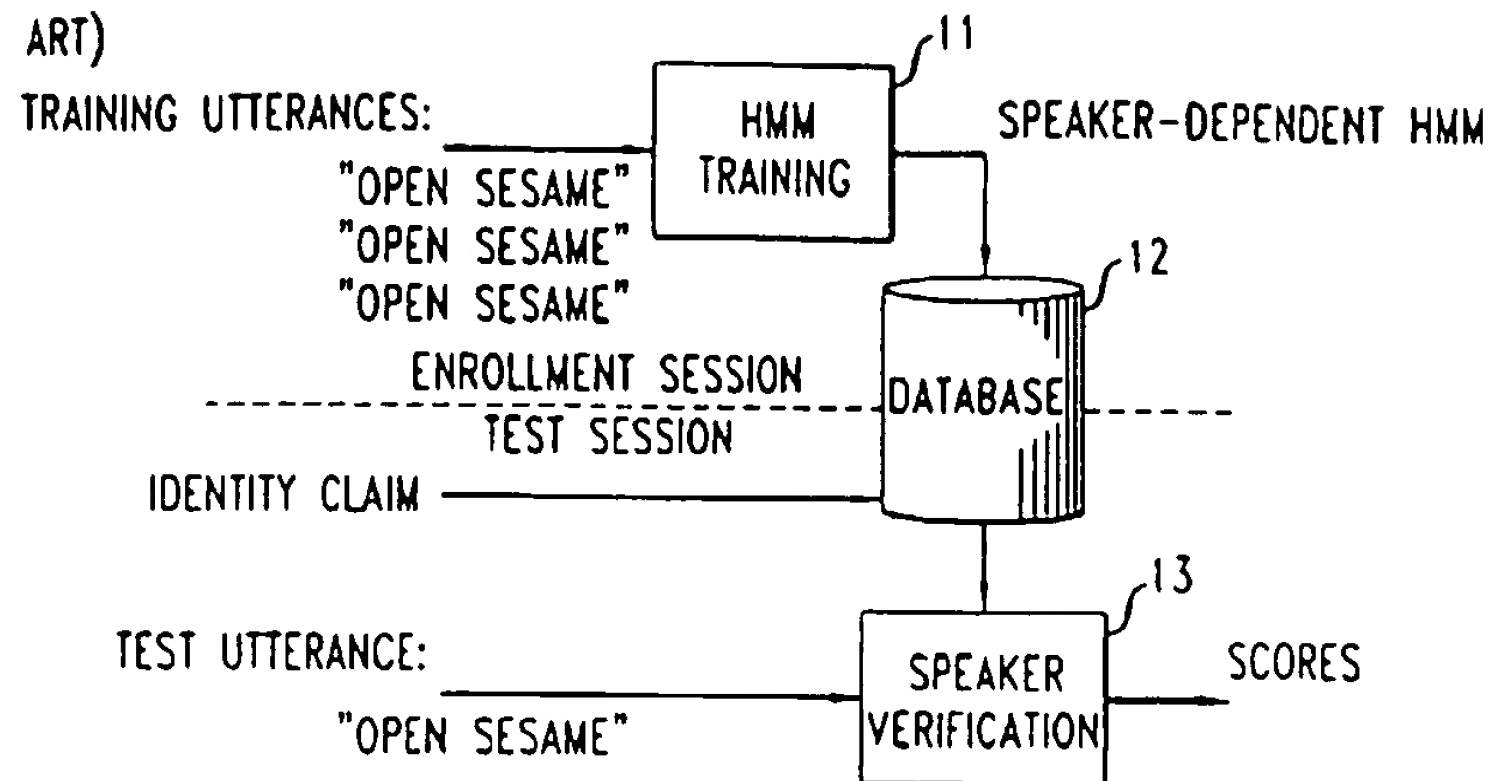 ART)
11
TRAINING UTTERANCES:
HMM
TRAINING
SPEAKER-DEPENDENT HMM
"OPEN SESAME"
"OPEN SESAME"
"OPEN SESAME"
12
ENROLLMENT SESSION
DATABASE
TEST SESSION
IDENTITY CLAIM
13
TEST UTTERANCE:
SPEAKER
VERIFICATION
SCORES
"OPEN SESAME"